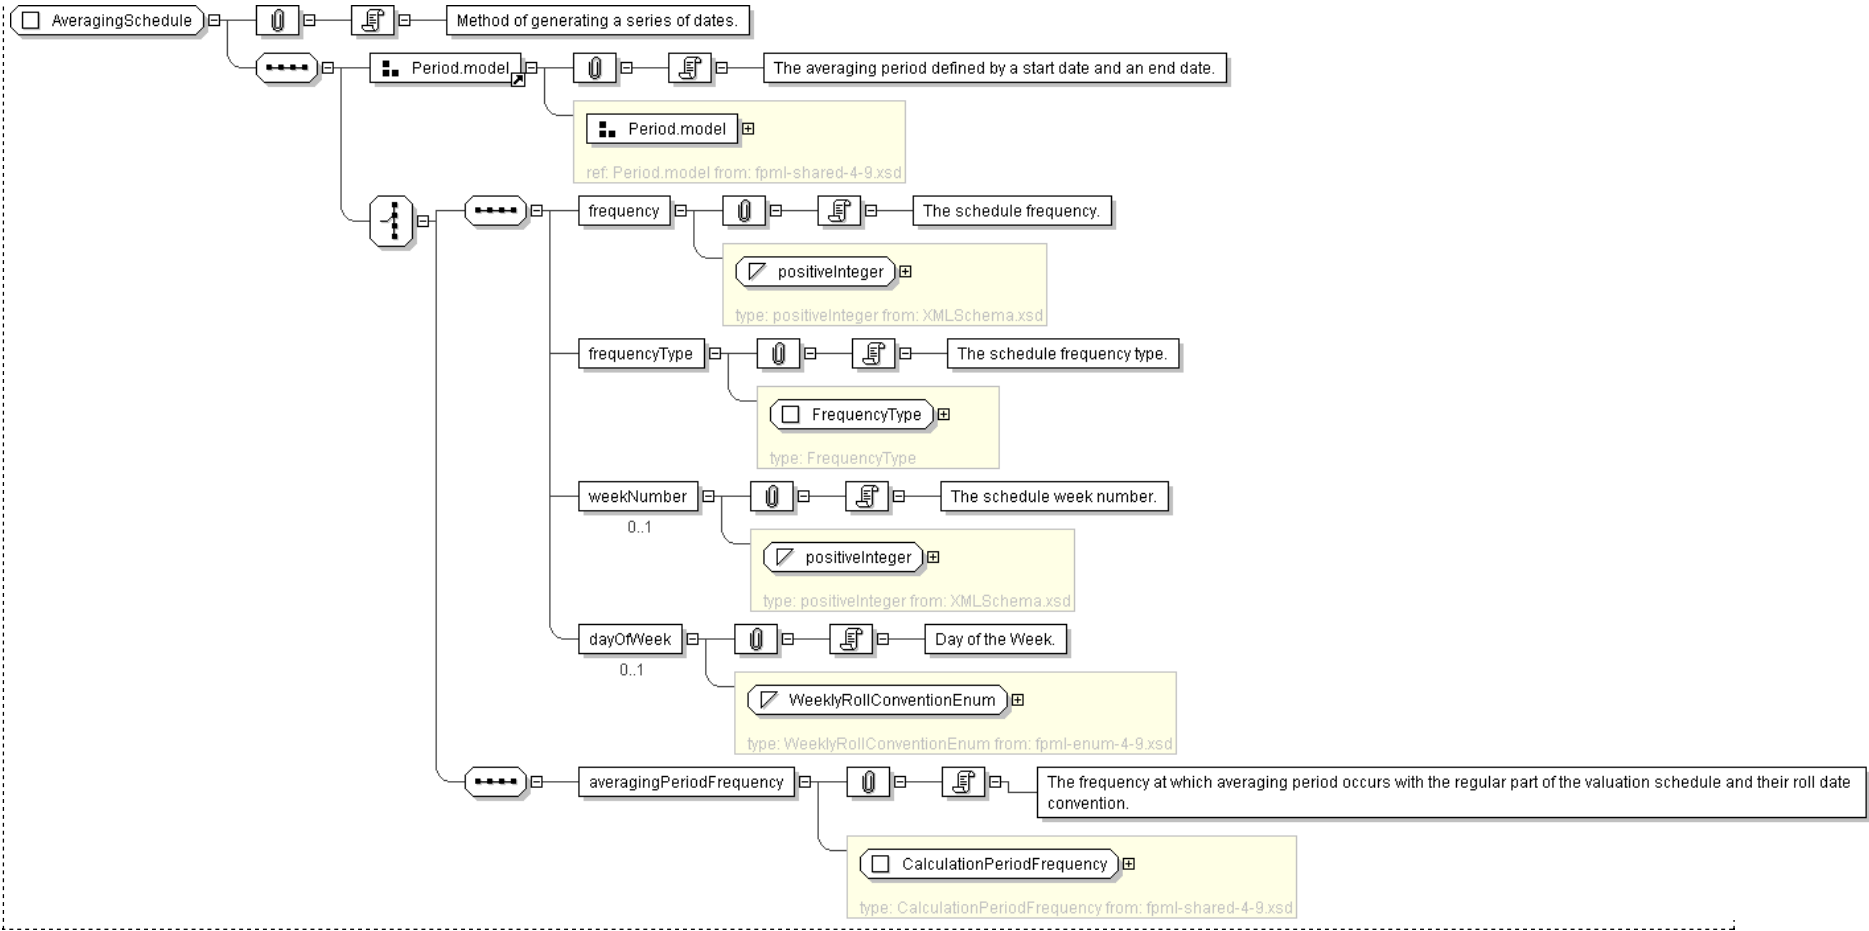 AveragingSchedule
Method of generating a series of dates.
Period.model
The averaging period defined by a start date and an end date.
Period.model
ref: Period.model from: fpml-shared-4-9.xsd
frequency
The schedule frequency.
positiveInteger
type: positiveInteger from: XMLSchema.xsd
frequencyType
The schedule frequency type.
FrequencyType
type: FrequencyType
weekNumber
The schedule week number.
0..1
positiveInteger
type: positiveInteger from: XMLSchema.xsd
dayOfWeek
Day of the Week.
0..1
WeeklyRollConventionEnum
type: WeeklyRollConventionEnum from: fpml-enum-4-9.xsd
averagingPeriodFrequency
The frequency at which averaging period occurs with the regular part of the valuation schedule and their roll date
convention.
CalculationPeriodFrequency
type: CalculationPeriodFrequency from: fpml-shared-4-9.xsd